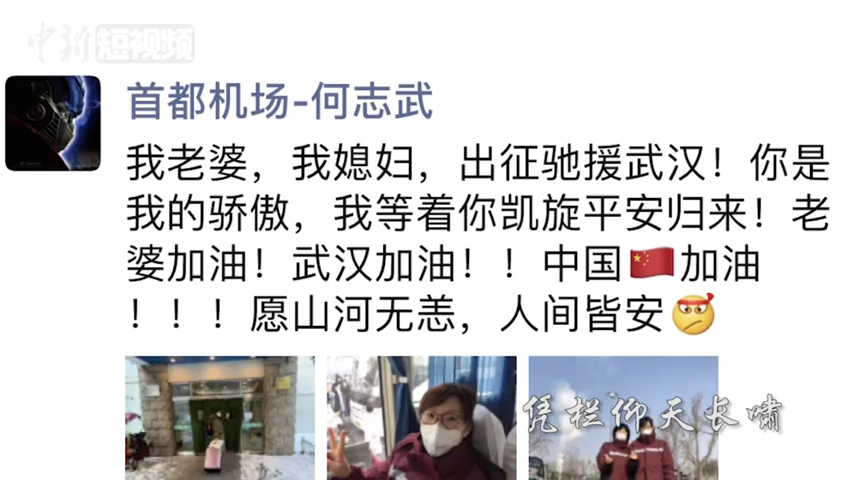 中新短视频
首都机场-何志武
我老婆，我媳妇，出征驰援武汉！你是
我的骄傲，我等着你凯旋平安归来！老
婆加油！武汉加油！！中国🇨🇳加油
！！！愿山河无恙，人间皆安
凭栏仰天长啸